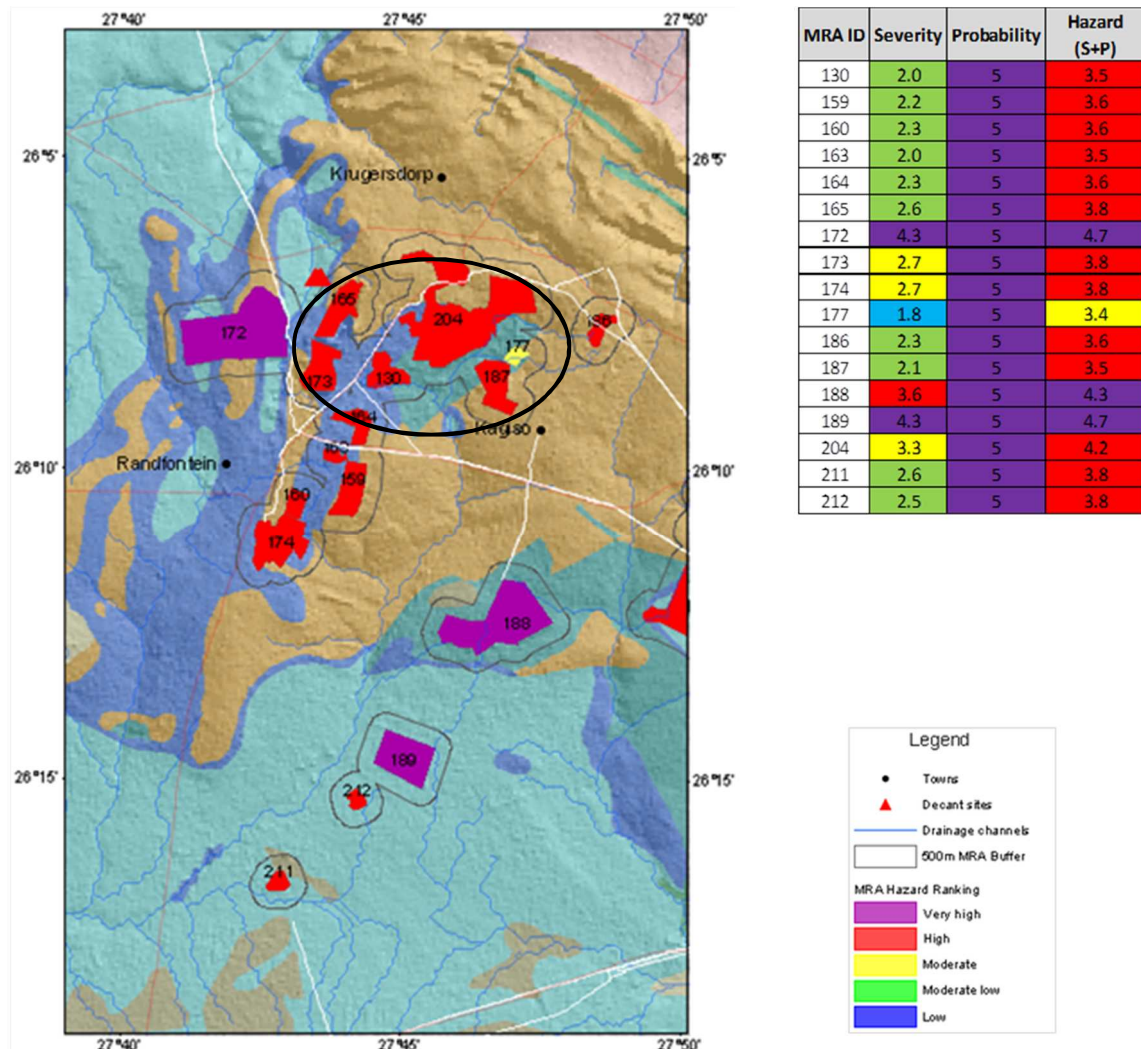 27°40' 27°45' 27°50'
26°5' 26°5'
Krugersdorp
165
172
204
186
177
173
130
187
164
Kagiso
163
Randfontein
26°10' 26°10'
159
160
174
188
189
26°15' 26°15'
212
211
27°40' 27°45' 27°50'
MRA ID Severity Probability Hazard (S+P)
130 2.0 5 3.5
159 2.2 5 3.6
160 2.3 5 3.6
163 2.0 5 3.5
164 2.3 5 3.6
165 2.6 5 3.8
172 4.3 5 4.7
173 2.7 5 3.8
174 2.7 5 3.8
177 1.8 5 3.4
186 2.3 5 3.6
187 2.1 5 3.5
188 3.6 5 4.3
189 4.3 5 4.7
204 3.3 5 4.2
211 2.6 5 3.8
212 2.5 5 3.8
Legend
Towns
Decant sites
Drainage channels
500m MRA Buffer
MRA Hazard Ranking
Very high
High
Moderate
Moderate low
Low